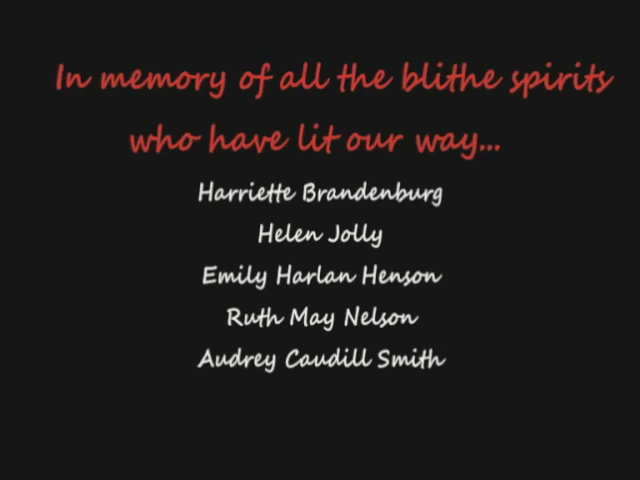 In memory of all the blithe spirits
who have lit our way...
Harriette Brandenburg
Helen Jolly
Emily Harlan Henson
Ruth May Nelson
Audrey Caudill Smith